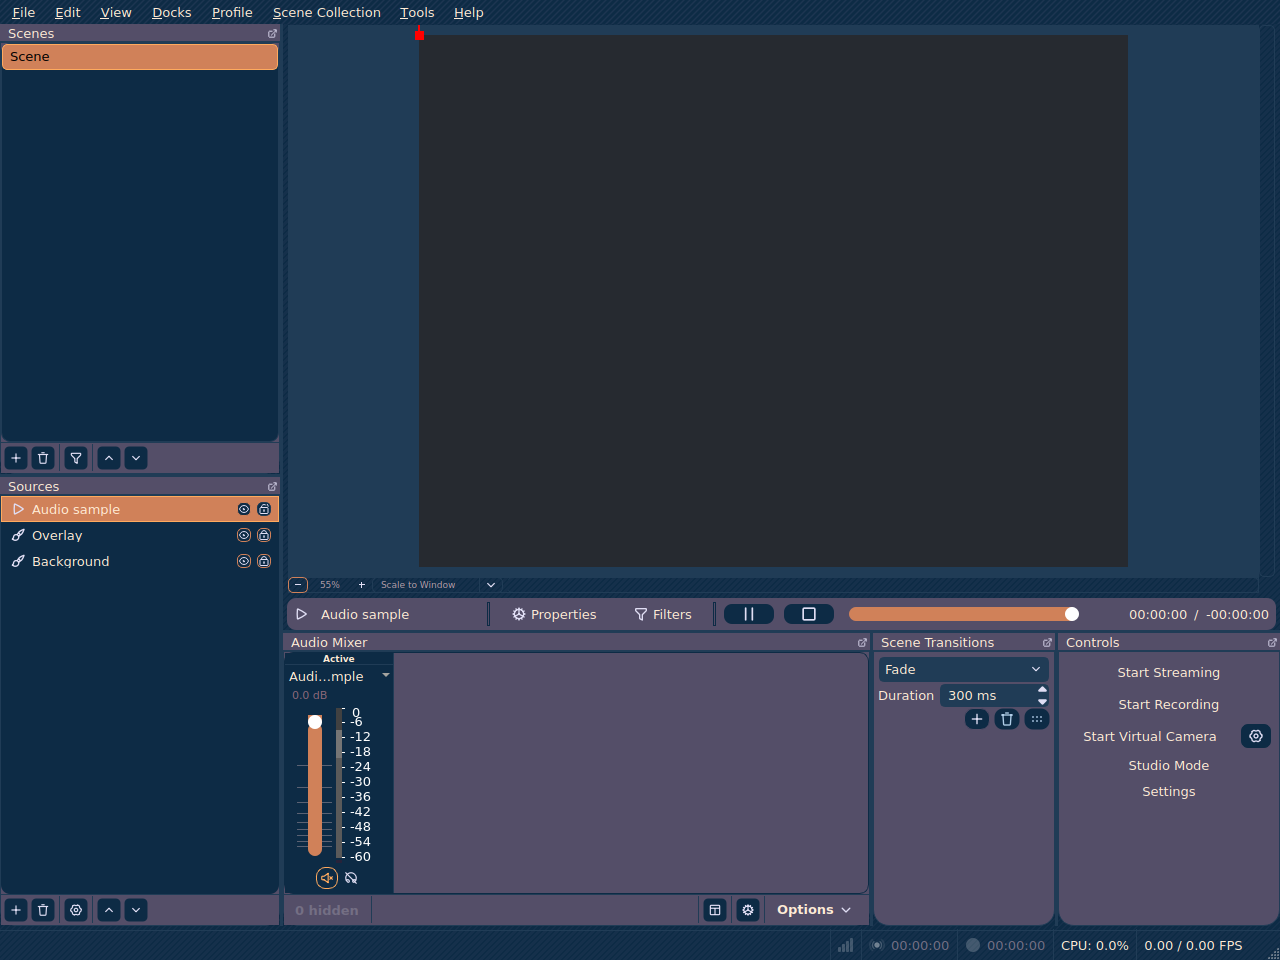 File Edit View Docks Profile Scene Collection Tools Help
Scenes
Scene
Sources
Audio sample
Overlay
Background
55% Scale to Window
Audio sample Properties Filters 00:00:00 / -00:00:00
Audio Mixer
Active
Audi...mple
0.0 dB
0
-6
-12
-18
-24
-30
-36
-42
-48
-54
-60
0 hidden Options
Scene Transitions
Fade
Duration 300 ms
Controls
Start Streaming
Start Recording
Start Virtual Camera
Studio Mode
Settings
00:00:00 00:00:00 CPU: 0.0% 0.00 / 0.00 FPS